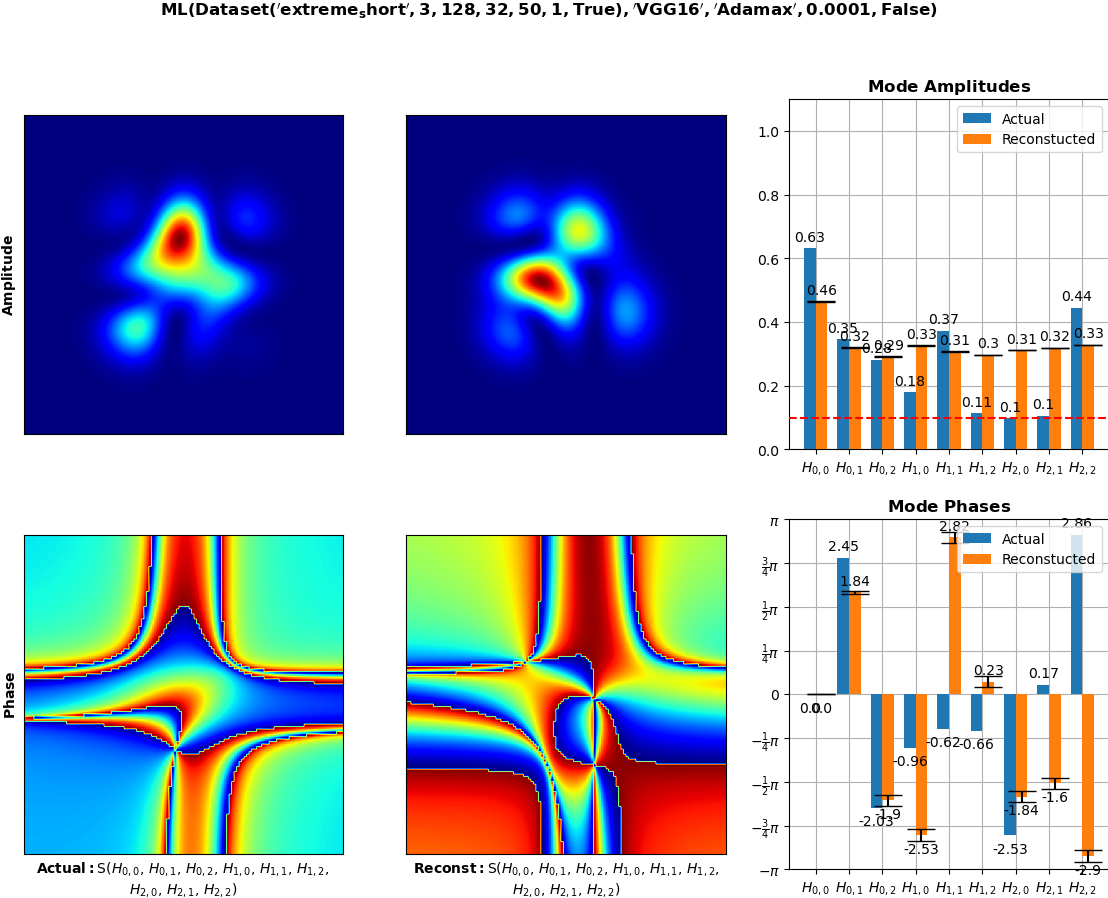 ML(Dataset('extreme_short', 3, 128, 32, 50, 1, True), 'VGG16', 'Adamax', 0.0001, False)
Amplitude
Mode Amplitudes
Actual
Reconstucted
1.0
0.8
0.6
0.4
0.2
0.0
0.63
0.46
0.35
0.32
0.28
0.29
0.18
0.33
0.37
0.31
0.11
0.3
0.1
0.31
0.1
0.32
0.44
0.33
H0,0 H0,1 H0,2 H1,0 H1,1 H1,2 H2,0 H2,1 H2,2
Phase
Actual: S(H0,0, H0,1, H0,2, H1,0, H1,1, H1,2,
H2,0, H2,1, H2,2)
Reconst: S(H0,0, H0,1, H0,2, H1,0, H1,1, H1,2,
H2,0, H2,1, H2,2)
Mode Phases
Actual
Reconstucted
π
3/4π
1/2π
1/4π
0
−1/4π
−1/2π
−3/4π
−π
0.0
0.0
2.45
1.84
-2.03
-1.9
-0.96
-2.53
-0.62
2.82
-0.66
0.23
-2.53
-1.84
0.17
-1.6
2.86
-2.9
H0,0 H0,1 H0,2 H1,0 H1,1 H1,2 H2,0 H2,1 H2,2